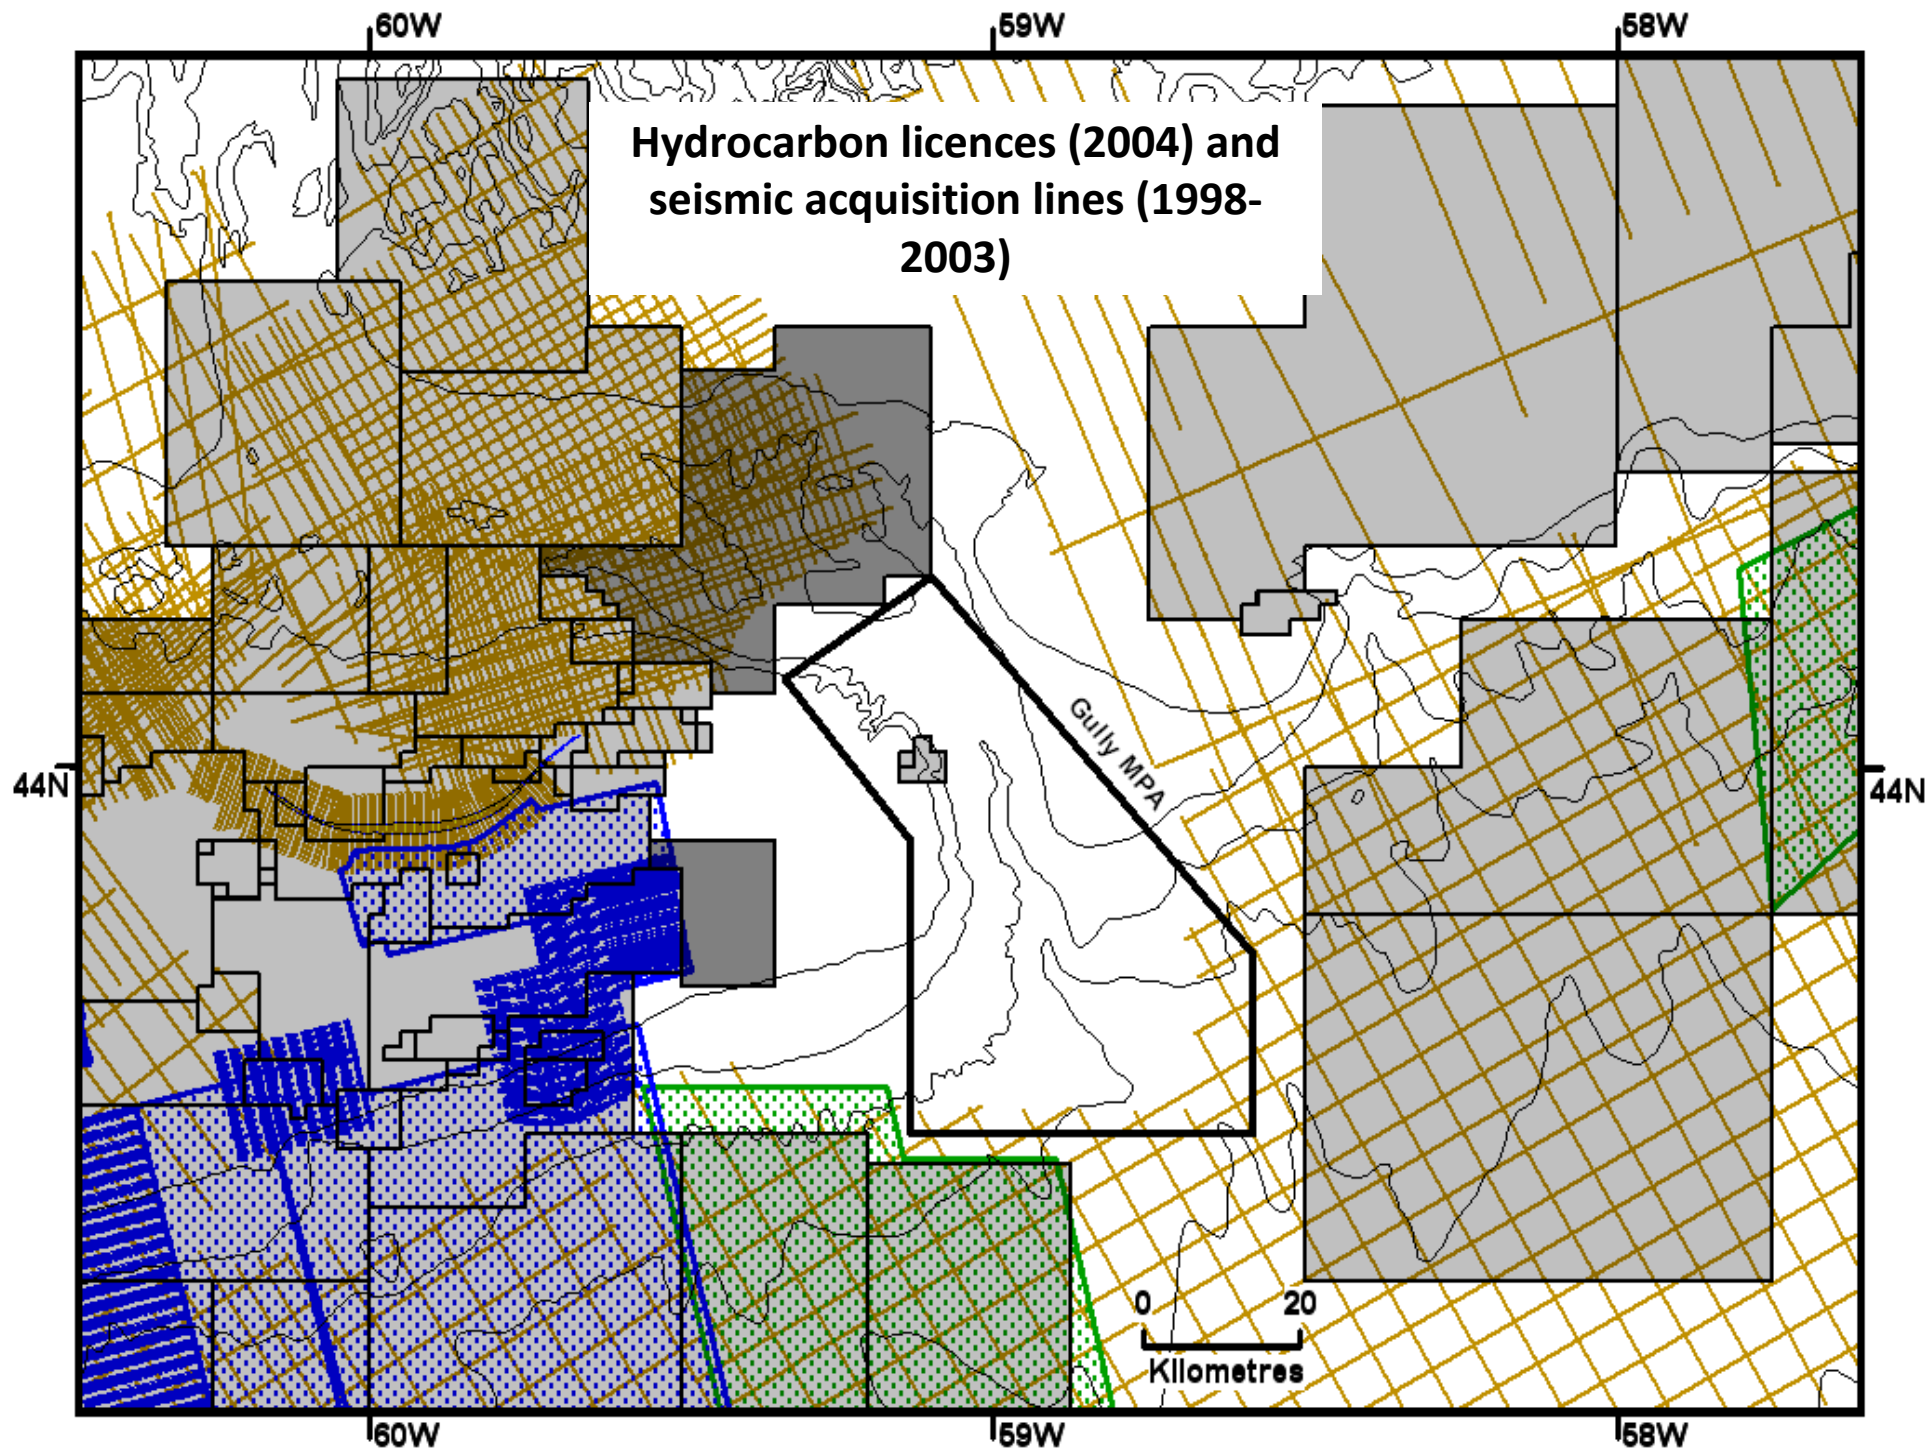 60W
59W
58W
Hydrocarbon licences (2004) and
seismic acquisition lines (1998-
2003)
Gully MPA
44N
44N
0 20
Kilometres
60W
59W
58W